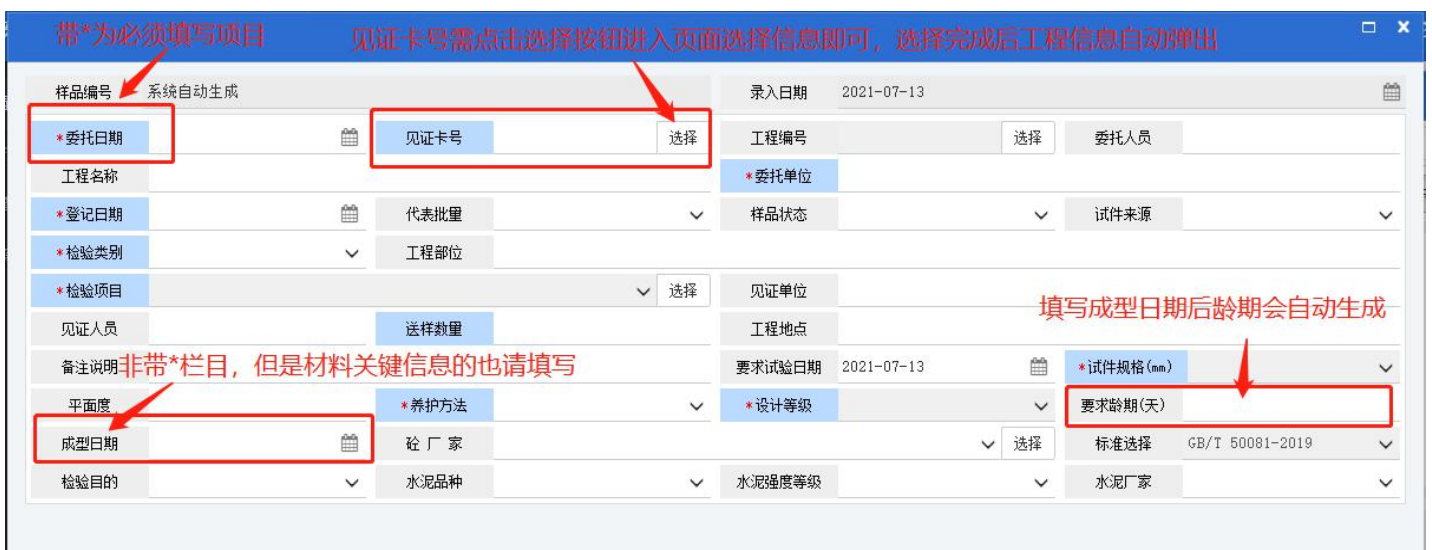 带*为必须填写项目 见证卡号需点击选择按钮进入页面选择信息即可，选择完成后工程信息自动弹出
样品编号 系统自动生成 录入日期 2021-07-13
*委托日期 见证卡号 选择 工程编号 选择 委托人员
工程名称 *委托单位
*登记日期 代表批量 样品状态 试件来源
*检验类别 工程部位
*检验项目 选择 见证单位
填写成型日期后龄期会自动生成
见证人员 送样数量 工程地点
备注说明 非带*栏目，但是材料关键信息的也请填写 要求试验日期 2021-07-13 *试件规格(mm)
平面度 *养护方法 *设计等级 要求龄期(天)
成型日期 砼厂家 选择 标准选择 GB/T 50081-2019
检验目的 水泥品种 水泥强度等级 水泥厂家